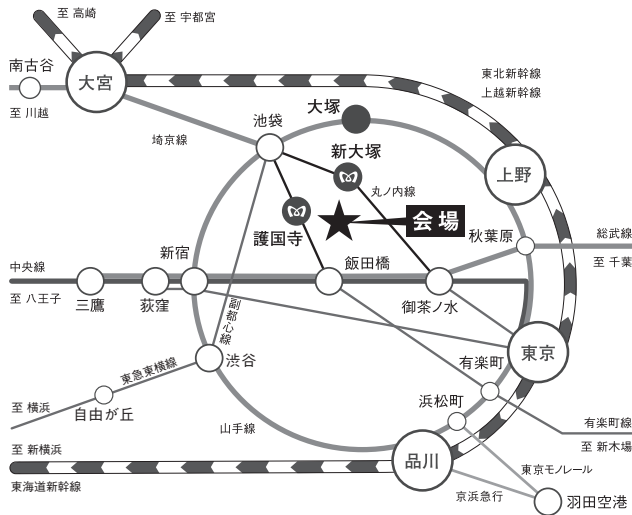 至 高崎
至 宇都宮
南古谷
大宮
至 川越
東北新幹線
上越新幹線
埼京線
池袋
大塚
新大塚
丸ノ内線
上野
護国寺
会場
秋葉原
総武線
至 千葉
新宿
飯田橋
中央線
至 八王子
三鷹
荻窪
御茶ノ水
副都心線
東京
渋谷
有楽町
東急東横線
浜松町
至 横浜
自由が丘
山手線
有楽町線
至 新木場
至 新横浜
品川
東海道新幹線
東京モノレール
京浜急行
羽田空港